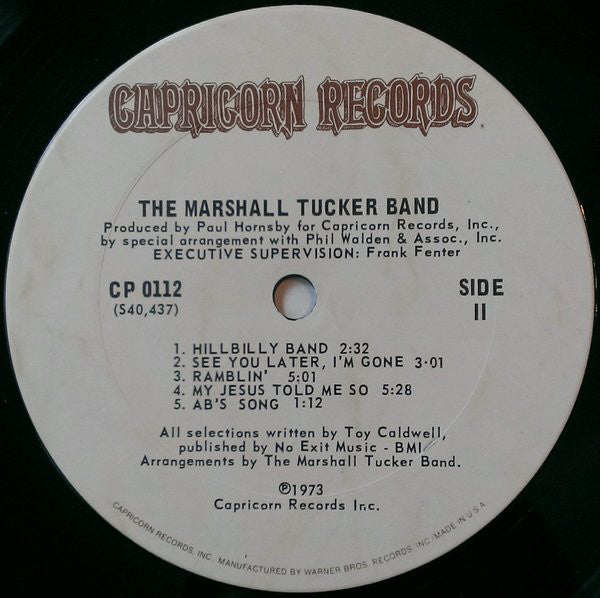 CAPRICORN RECORDS
THE MARSHALL TUCKER BAND
Produced by Paul Hornsby for Capricorn Records, Inc.,
by special arrangement with Phil Walden & Assoc., Inc.
EXECUTIVE SUPERVISION: Frank Fenter
CP 0112
(S40,437)
SIDE
II
1. HILLBILLY BAND 2:32
2. SEE YOU LATER, I'M GONE 3:01
3. RAMBLIN' 5:01
4. MY JESUS TOLD ME SO 5:28
5. AB'S SONG 1:12
All selections written by Toy Caldwell,
published by No Exit Music - BMI
Arrangements by The Marshall Tucker Band.
℗1973
Capricorn Records Inc.
CAPRICORN RECORDS, INC. MANUFACTURED BY WARNER BROS. RECORDS, INC./MADE IN U.S.A.